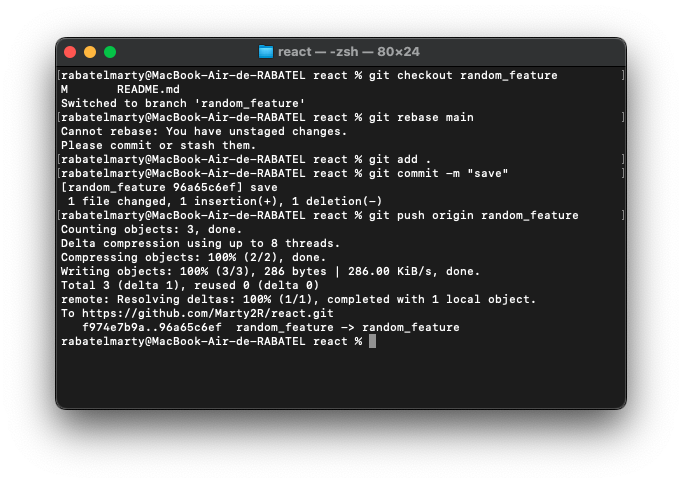 react — -zsh — 80×24
[rabatelmarty@MacBook-Air-de-RABATEL react % git checkout random_feature ]
M       README.md
Switched to branch 'random_feature'
[rabatelmarty@MacBook-Air-de-RABATEL react % git rebase main ]
Cannot rebase: You have unstaged changes.
Please commit or stash them.
[rabatelmarty@MacBook-Air-de-RABATEL react % git add . ]
[rabatelmarty@MacBook-Air-de-RABATEL react % git commit -m "save" ]
[random_feature 96a65c6ef] save
 1 file changed, 1 insertion(+), 1 deletion(-)
[rabatelmarty@MacBook-Air-de-RABATEL react % git push origin random_feature ]
Counting objects: 3, done.
Delta compression using up to 8 threads.
Compressing objects: 100% (2/2), done.
Writing objects: 100% (3/3), 286 bytes | 286.00 KiB/s, done.
Total 3 (delta 1), reused 0 (delta 0)
remote: Resolving deltas: 100% (1/1), completed with 1 local object.
To https://github.com/Marty2R/react.git
   f974e7b9a..96a65c6ef  random_feature -> random_feature
rabatelmarty@MacBook-Air-de-RABATEL react %